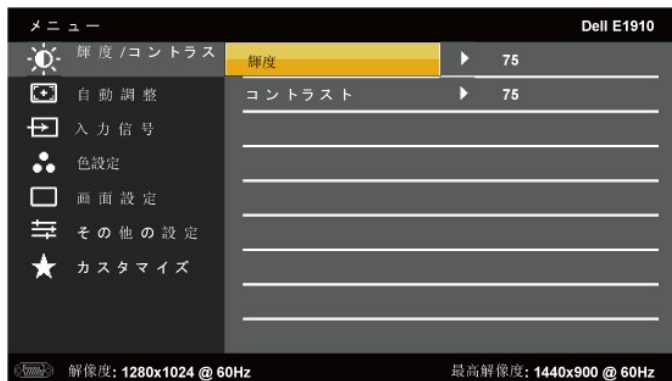 メニュー
Dell E1910
輝度/コントラス
輝度
75
自動調整
コントラスト
75
入力信号
色設定
画面設定
その他の設定
カスタマイズ
解像度: 1280x1024 @ 60Hz
最高解像度: 1440x900 @ 60Hz